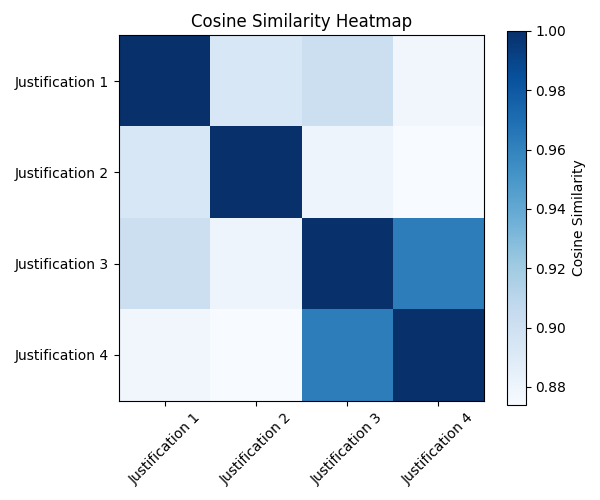 Cosine Similarity Heatmap
Justification 1
Justification 2
Justification 3
Justification 4
Justification 1
Justification 2
Justification 3
Justification 4
1.00
0.98
0.96
0.94
0.92
0.90
0.88
Cosine Similarity